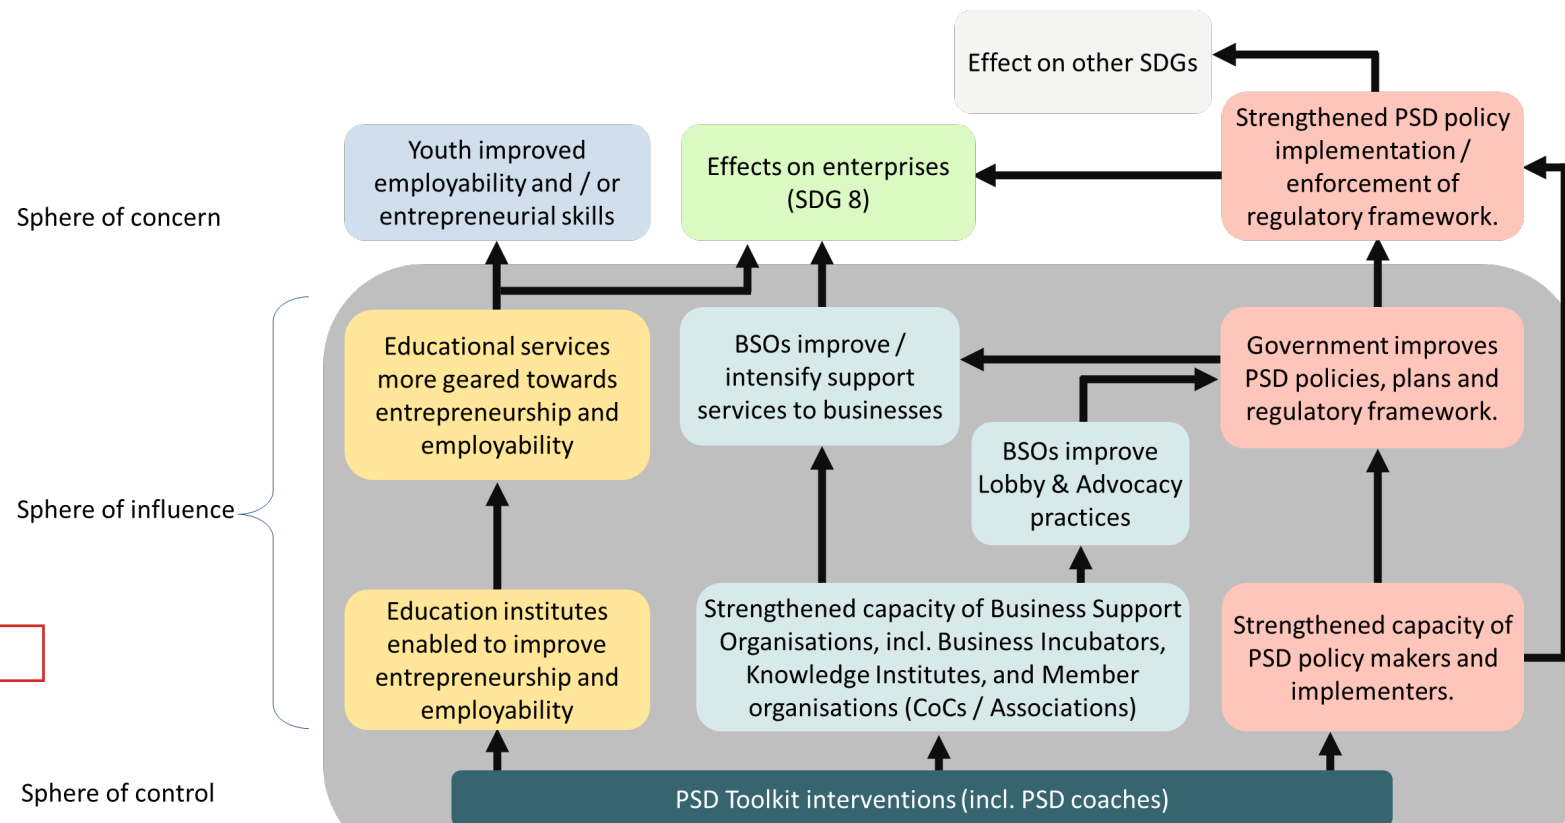 Effect on other SDGs
Strengthened PSD policy
implementation /
enforcement of
regulatory framework.
Youth improved
employability and / or
entrepreneurial skills
Effects on enterprises
(SDG 8)
Sphere of concern
Educational services
more geared towards
entrepreneurship and
employability
BSOs improve /
intensify support
services to businesses
Government improves
PSD policies, plans and
regulatory framework.
BSOs improve
Lobby & Advocacy
practices
Sphere of influence
Education institutes
enabled to improve
entrepreneurship and
employability
Strengthened capacity of Business Support
Organisations, incl. Business Incubators,
Knowledge Institutes, and Member
organisations (CoCs / Associations)
Strengthened capacity of
PSD policy makers and
implementers.
Sphere of control
PSD Toolkit interventions (incl. PSD coaches)